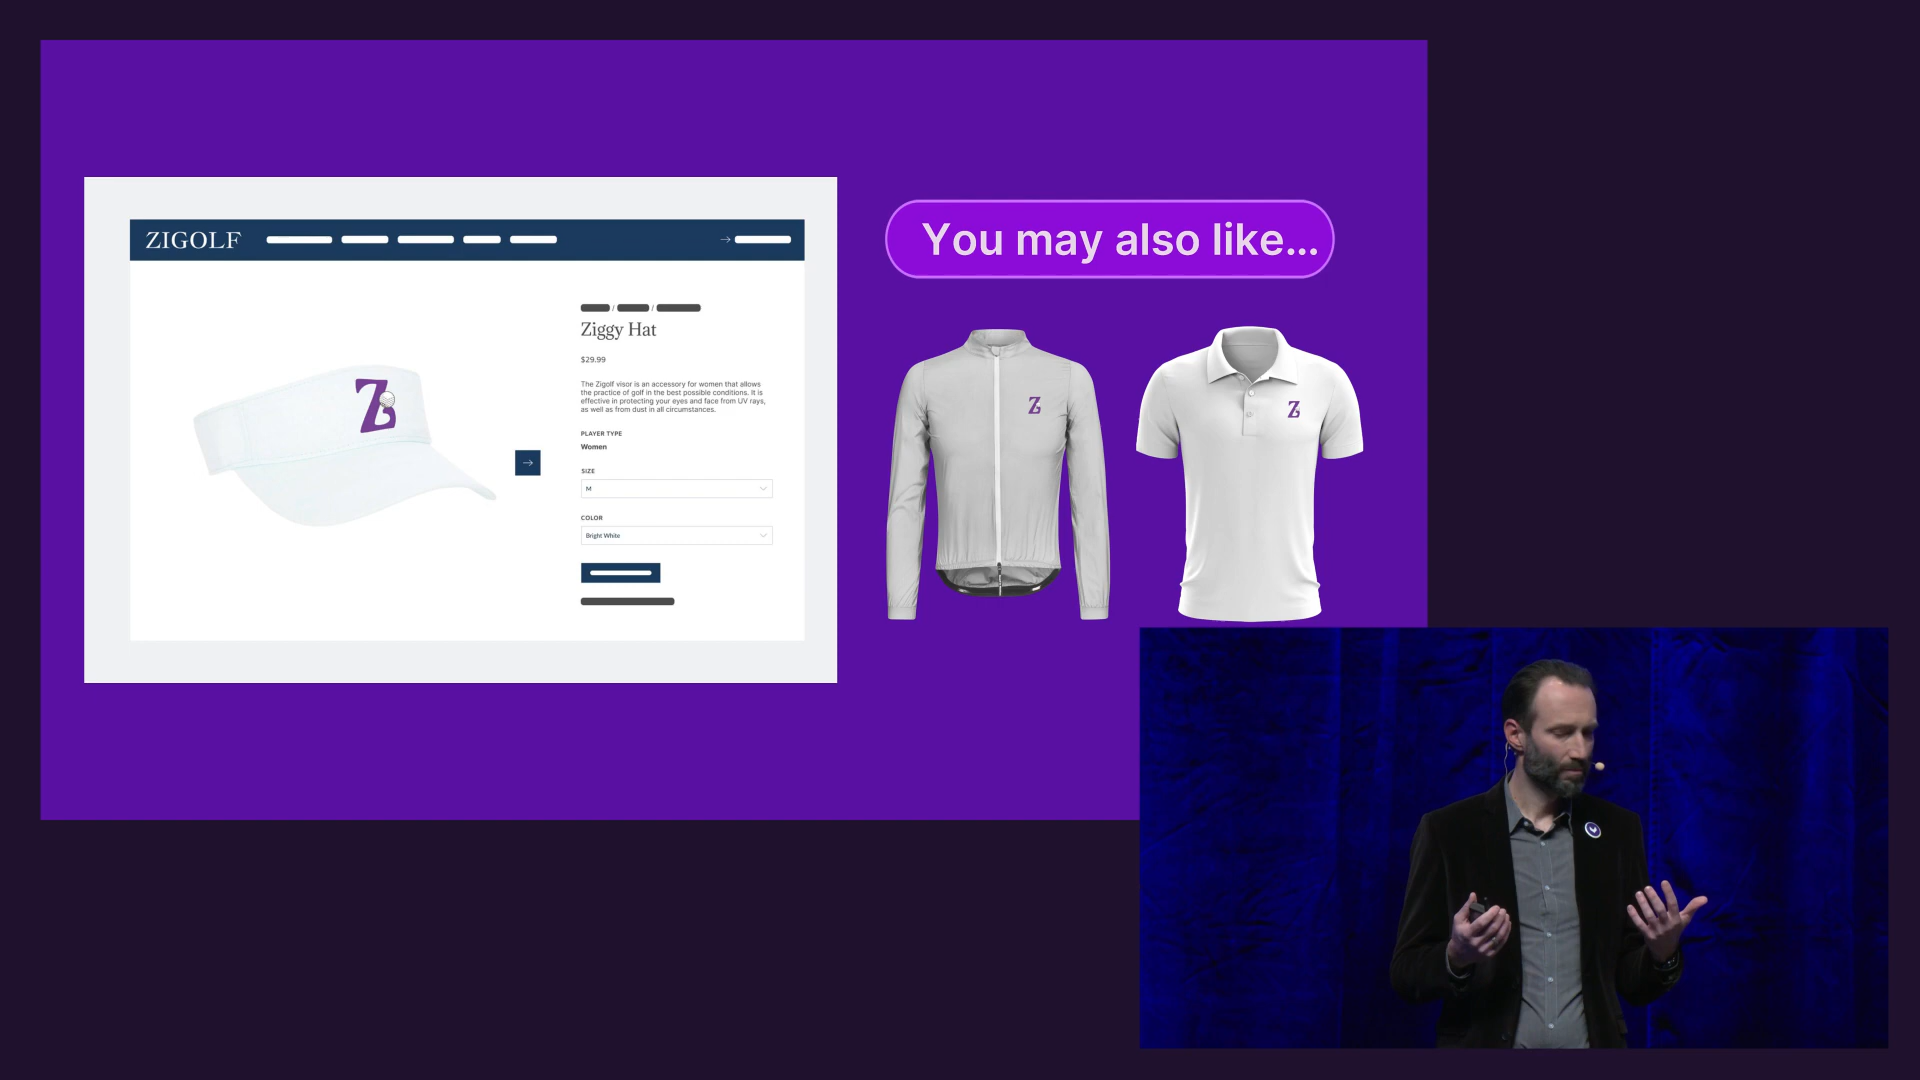 ZIGOLF
Ziggy Hat
$29.99
The Zigolf visor is an accessory for women that allows
the practice of golf in the best possible conditions. It is
effective in protecting your eyes and face from UV rays,
as well as from dust in all circumstances.
PLAYER TYPE
Women
SIZE
M
COLOR
Bright White
Z
You may also like...
Z
Z